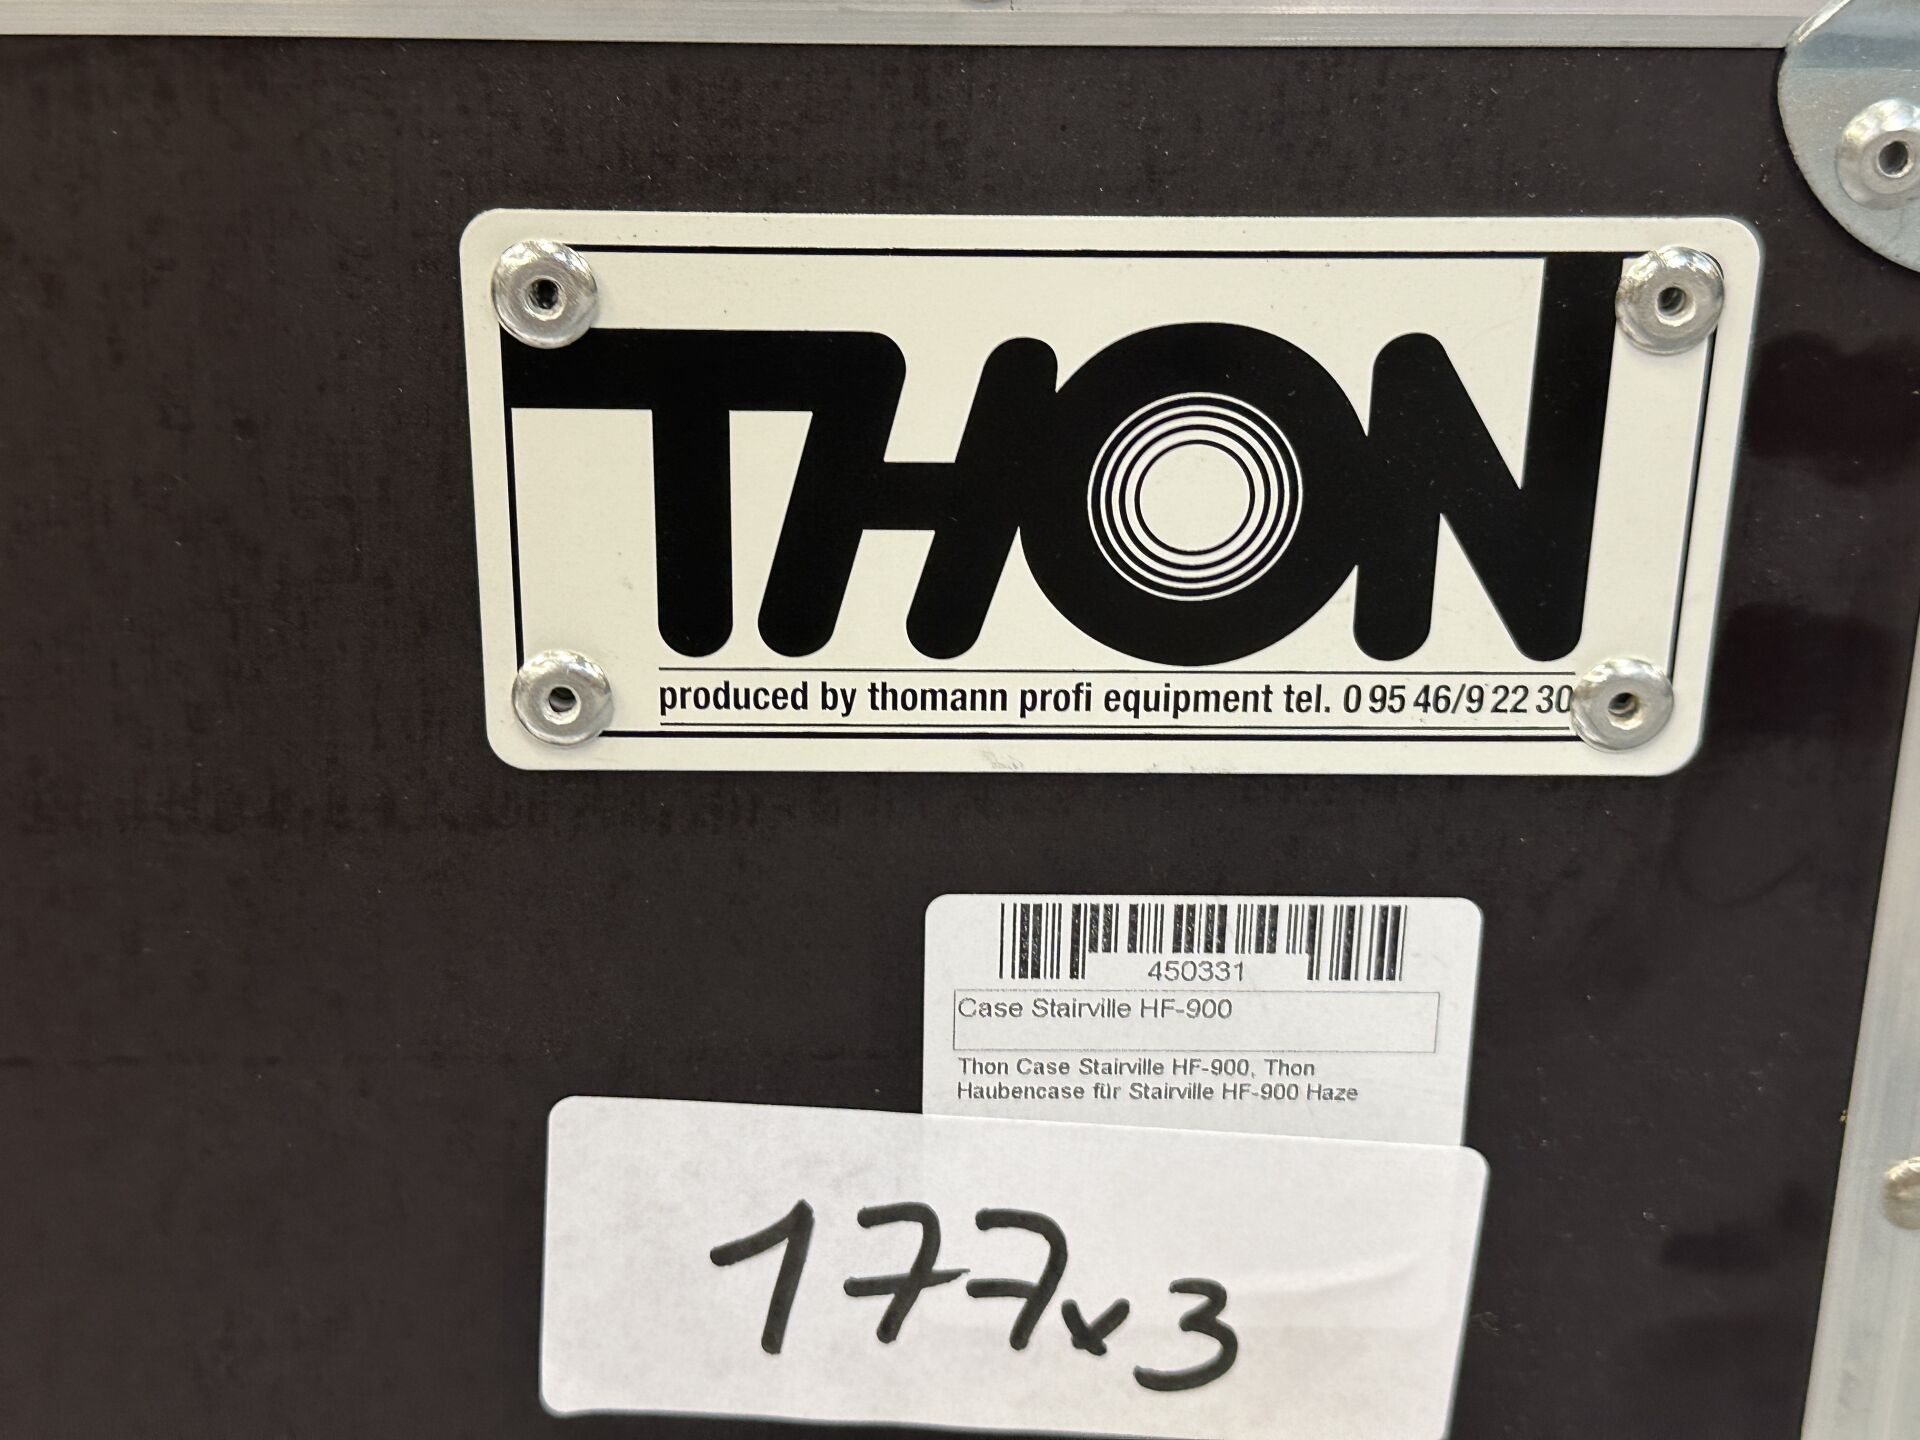 THON
produced by thomann profi equipment tel. 0 95 46/9 22 30
450331
Case Stairville HF-900
Thon Case Stairville HF-900, Thon
Haubencase für Stairville HF-900 Haze
177x3